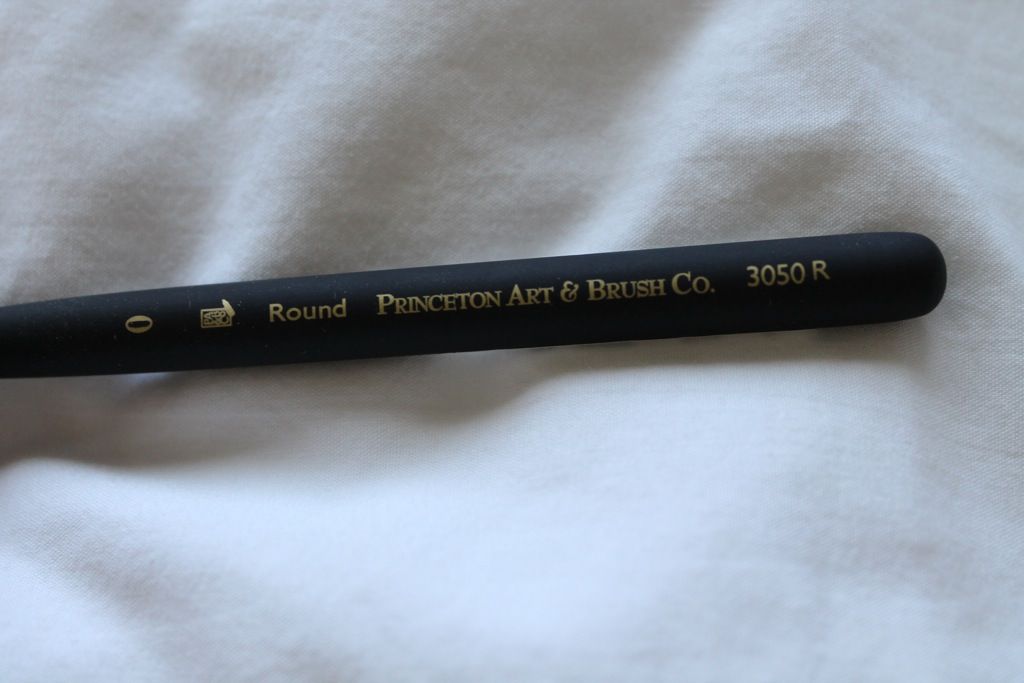 0 Round PRINCETON ART & BRUSH CO. 3050 R